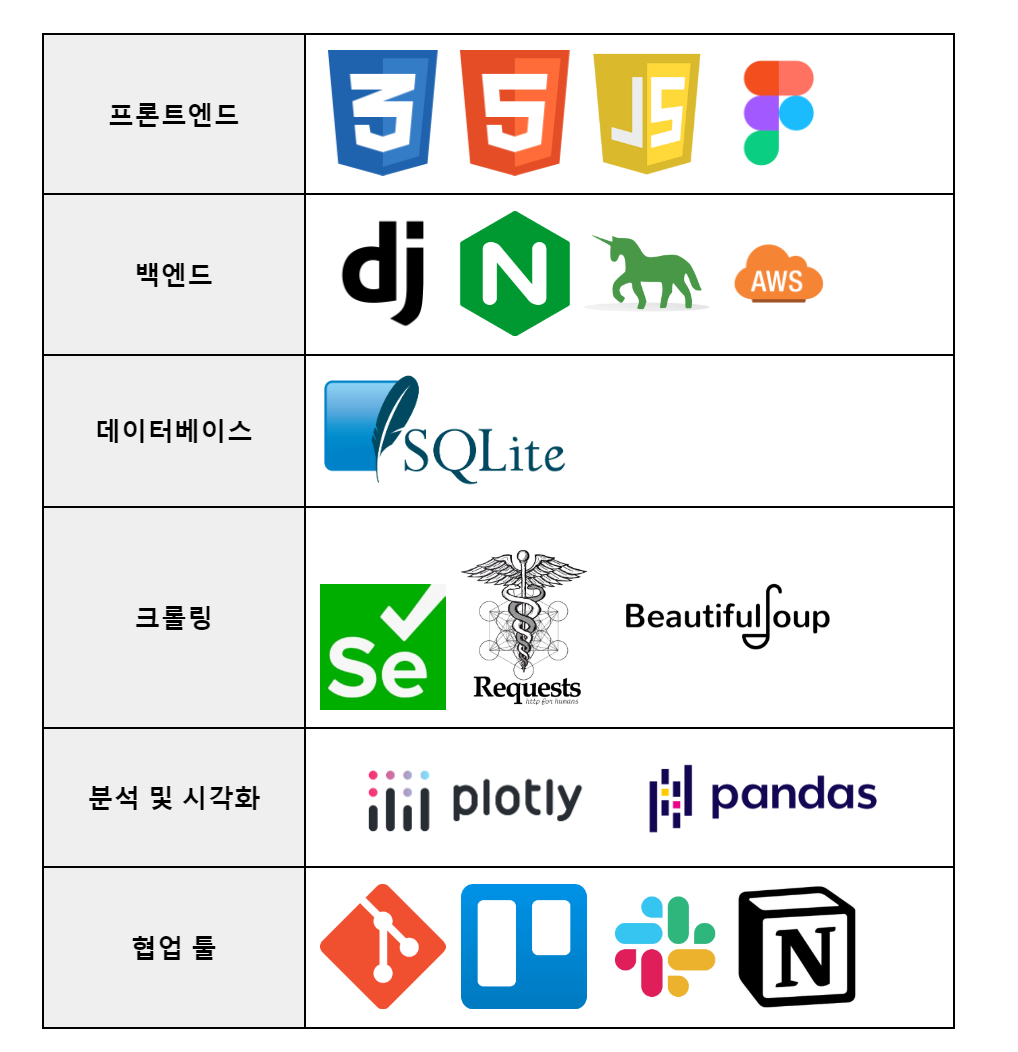 프론트엔드
3 5 JS
백엔드
dj N AWS
데이터베이스
SQLite
크롤링
Se
Requests
http for humans
BeautifulSoup
분석 및 시각화
plotly pandas
협업 툴
N